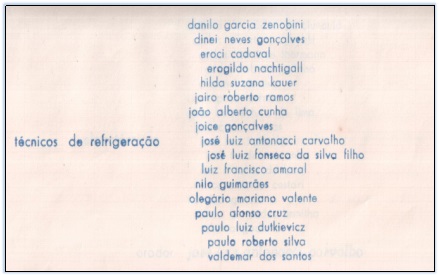 danilo garcia zenobini
dinei neves gonçalves
eroci cadaval
erogildo nachtigall
hilda suzana kauer
jairo roberto ramos
joão alberto cunha
joice gonçalves
técnicos de refrigeração
josé luiz antonacci carvalho
josé luiz fonseca da silva filho
luiz francisco amaral
nilo guimarães
olegário mariano valente
paulo afonso cruz
paulo luiz dutkievicz
paulo roberto silva
valdemar dos santos